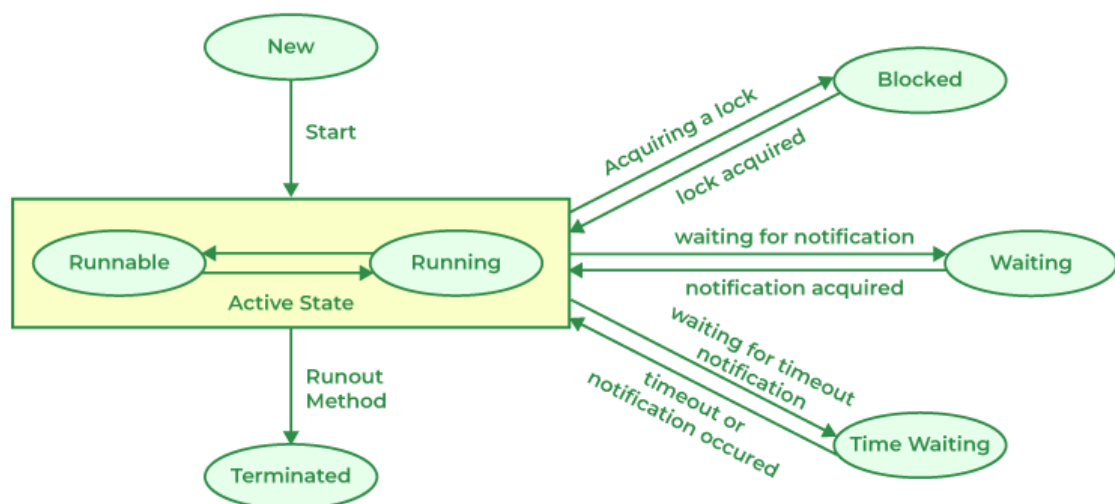 New
Start
Blocked
Acquiring a lock
lock acquired
Runnable
Running
Active State
waiting for notification
Waiting
notification acquired
waiting for timeout
notification
timeout or
notification occured
Time Waiting
Runout
Method
Terminated